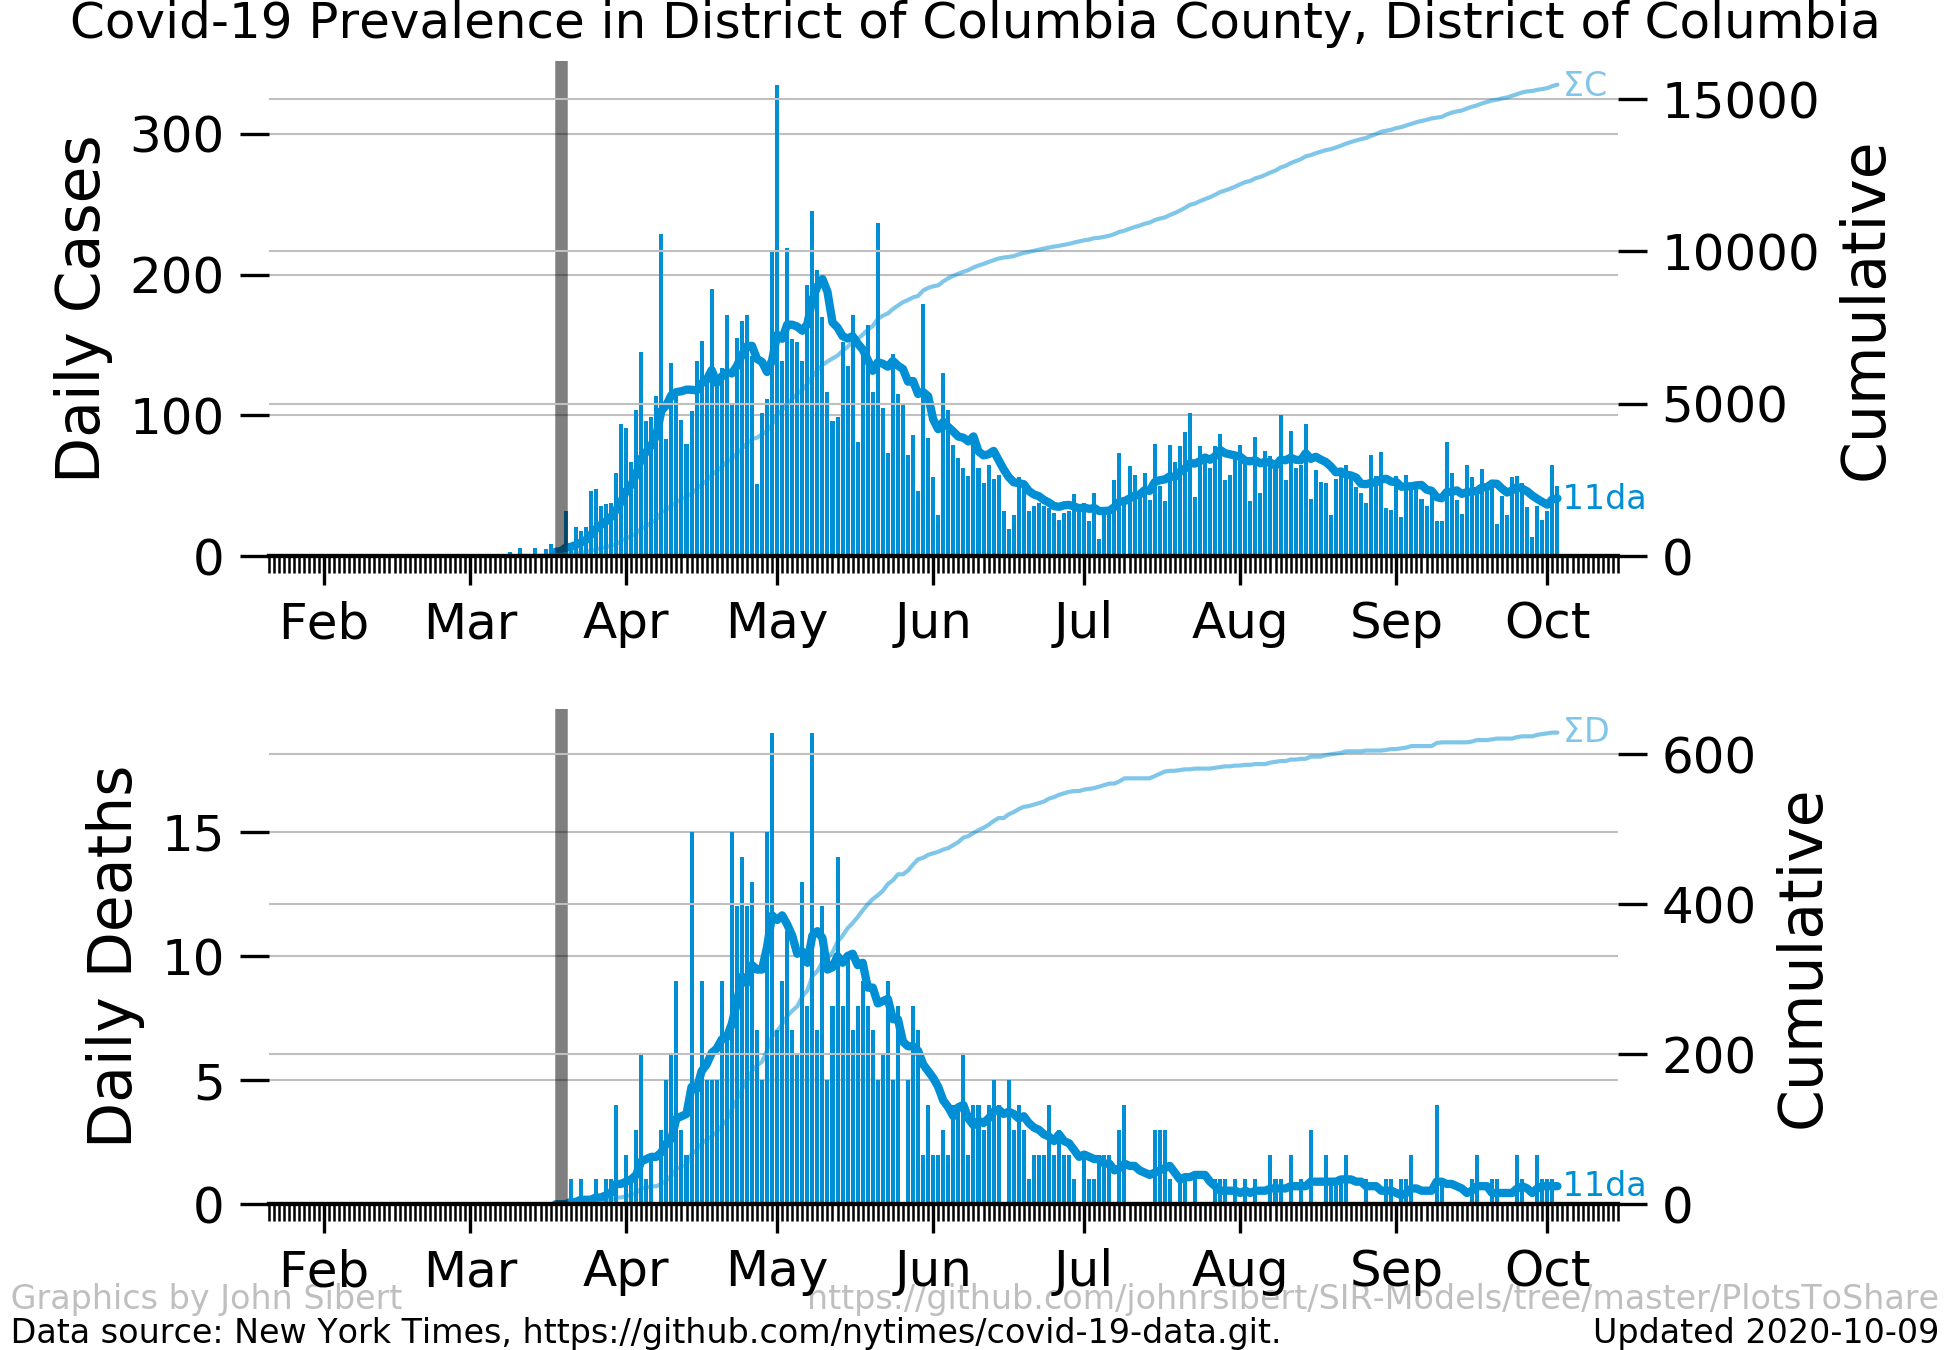 Covid-19 Prevalence in District of Columbia County, District of Columbia
Daily Cases
300
200
100
0
ΣC
11da
15000
10000
5000
0
Cumulative
Feb Mar Apr May Jun Jul Aug Sep Oct
Daily Deaths
15
10
5
0
ΣD
11da
600
400
200
0
Cumulative
Feb Mar Apr May Jun Jul Aug Sep Oct
Graphics by John Sibert https://github.com/johnrsibert/SIR-Models/tree/master/PlotsToShare
Data source: New York Times, https://github.com/nytimes/covid-19-data.git. Updated 2020-10-09